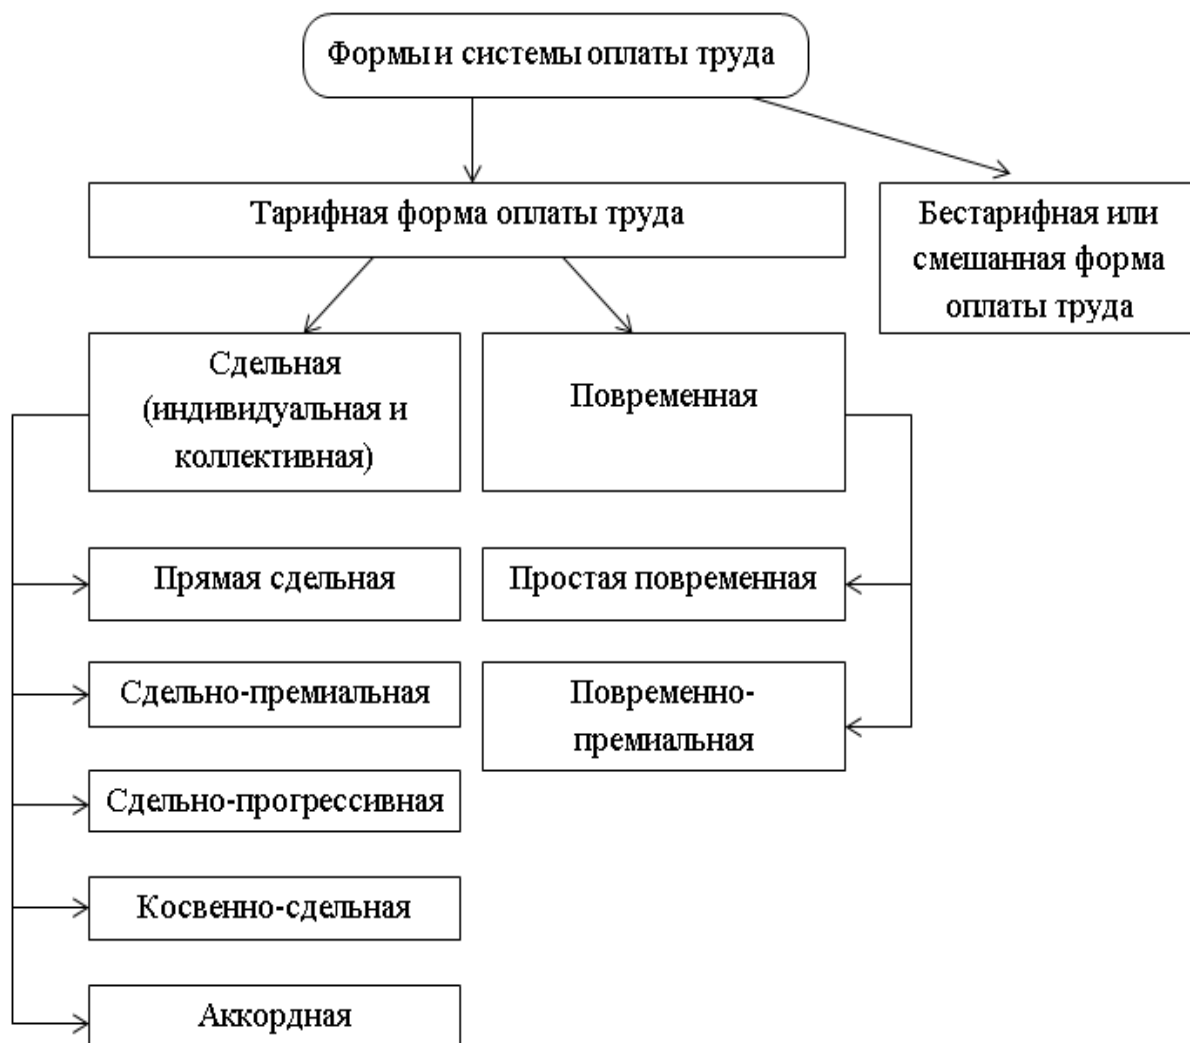 Формы и системы оплаты труда
Тарифная форма оплаты труда
Бестарифная или
смешанная форма
оплаты труда
Сдельная
(индивидуальная и
коллективная)
Повременная
Прямая сдельная
Простая повременная
Сдельно-премиальная
Повременно-
премиальная
Сдельно-прогрессивная
Косвенно-сдельная
Аккордная